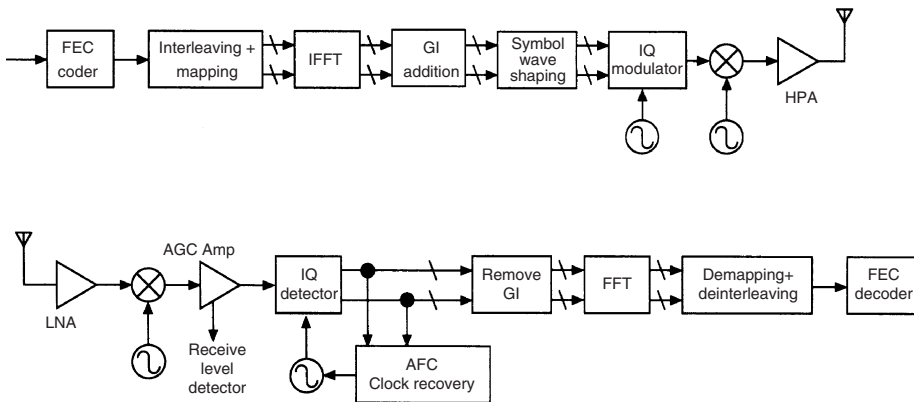 FEC
coder
Interleaving +
mapping
IFFT
GI
addition
Symbol
wave
shaping
IQ
modulator
HPA
LNA
AGC Amp
Receive
level
detector
IQ
detector
AFC
Clock recovery
Remove
GI
FFT
Demapping+
deinterleaving
FEC
decoder